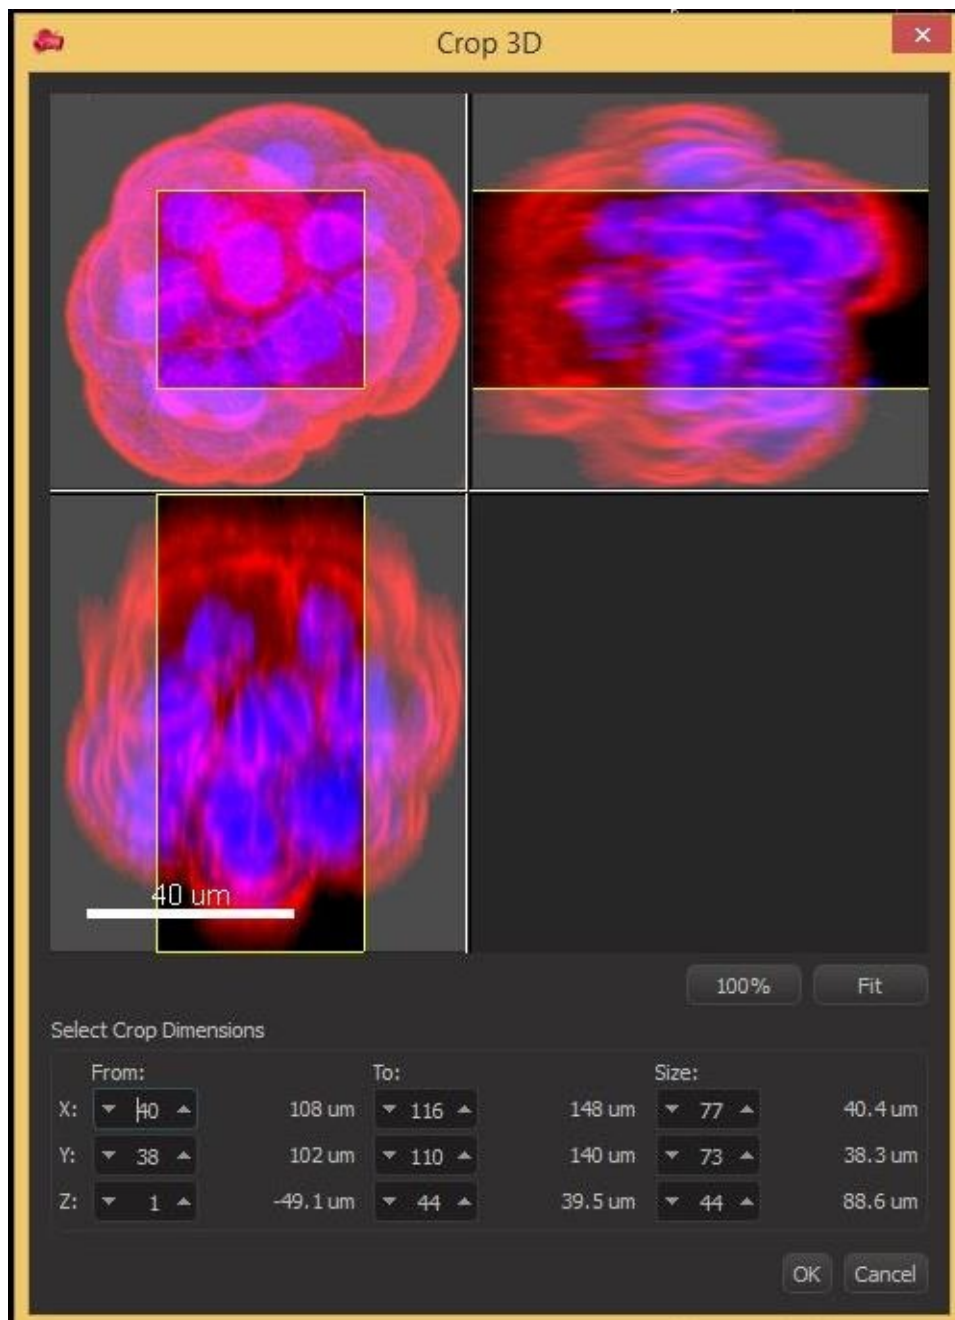 Crop 3D
40 um
100% Fit
Select Crop Dimensions
From: To: Size:
X: 40 108 um 116 148 um 77 40.4 um
Y: 38 102 um 110 140 um 73 38.3 um
Z: 1 -49.1 um 44 39.5 um 44 88.6 um
OK Cancel